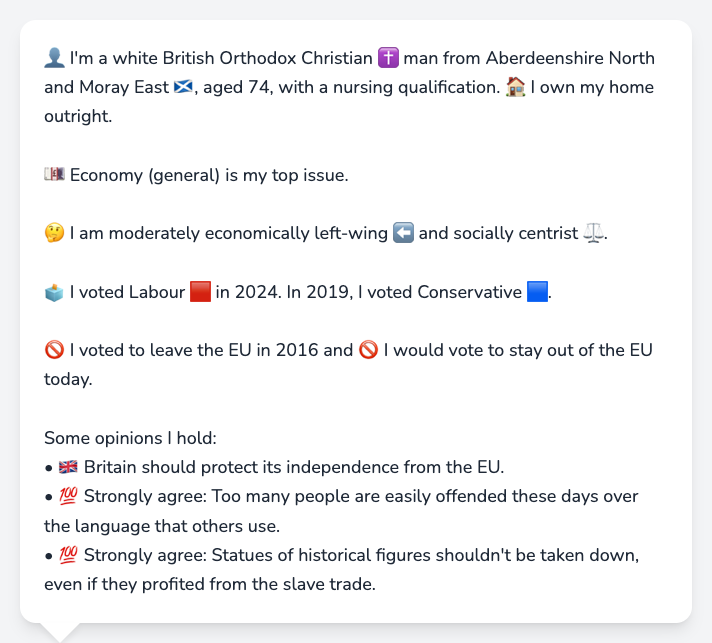 👤 I'm a white British Orthodox Christian ✝️ man from Aberdeenshire North
and Moray East 🏴󠁧󠁢󠁳󠁣󠁴󠁿, aged 74, with a nursing qualification. 🏠 I own my home
outright.
💷 Economy (general) is my top issue.
🤔 I am moderately economically left-wing ⬅️ and socially centrist ⚖️.
🗳️ I voted Labour 🟥 in 2024. In 2019, I voted Conservative 🟦.
🚫 I voted to leave the EU in 2016 and 🚫 I would vote to stay out of the EU
today.
Some opinions I hold:
• 🇬🇧 Britain should protect its independence from the EU.
• 💯 Strongly agree: Too many people are easily offended these days over
the language that others use.
• 💯 Strongly agree: Statues of historical figures shouldn't be taken down,
even if they profited from the slave trade.